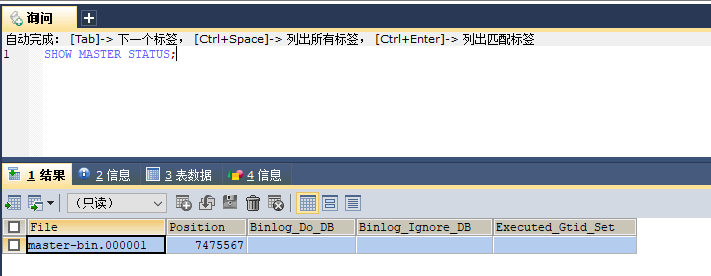 询问
自动完成: [Tab]-> 下一个标签, [Ctrl+Space]-> 列出所有标签, [Ctrl+Enter]-> 列出匹配标签
1 SHOW MASTER STATUS;
1 结果 2 信息 3 表数据 4 信息
(只读)
File Position Binlog_Do_DB Binlog_Ignore_DB Executed_Gtid_Set
master-bin.000001 7475567